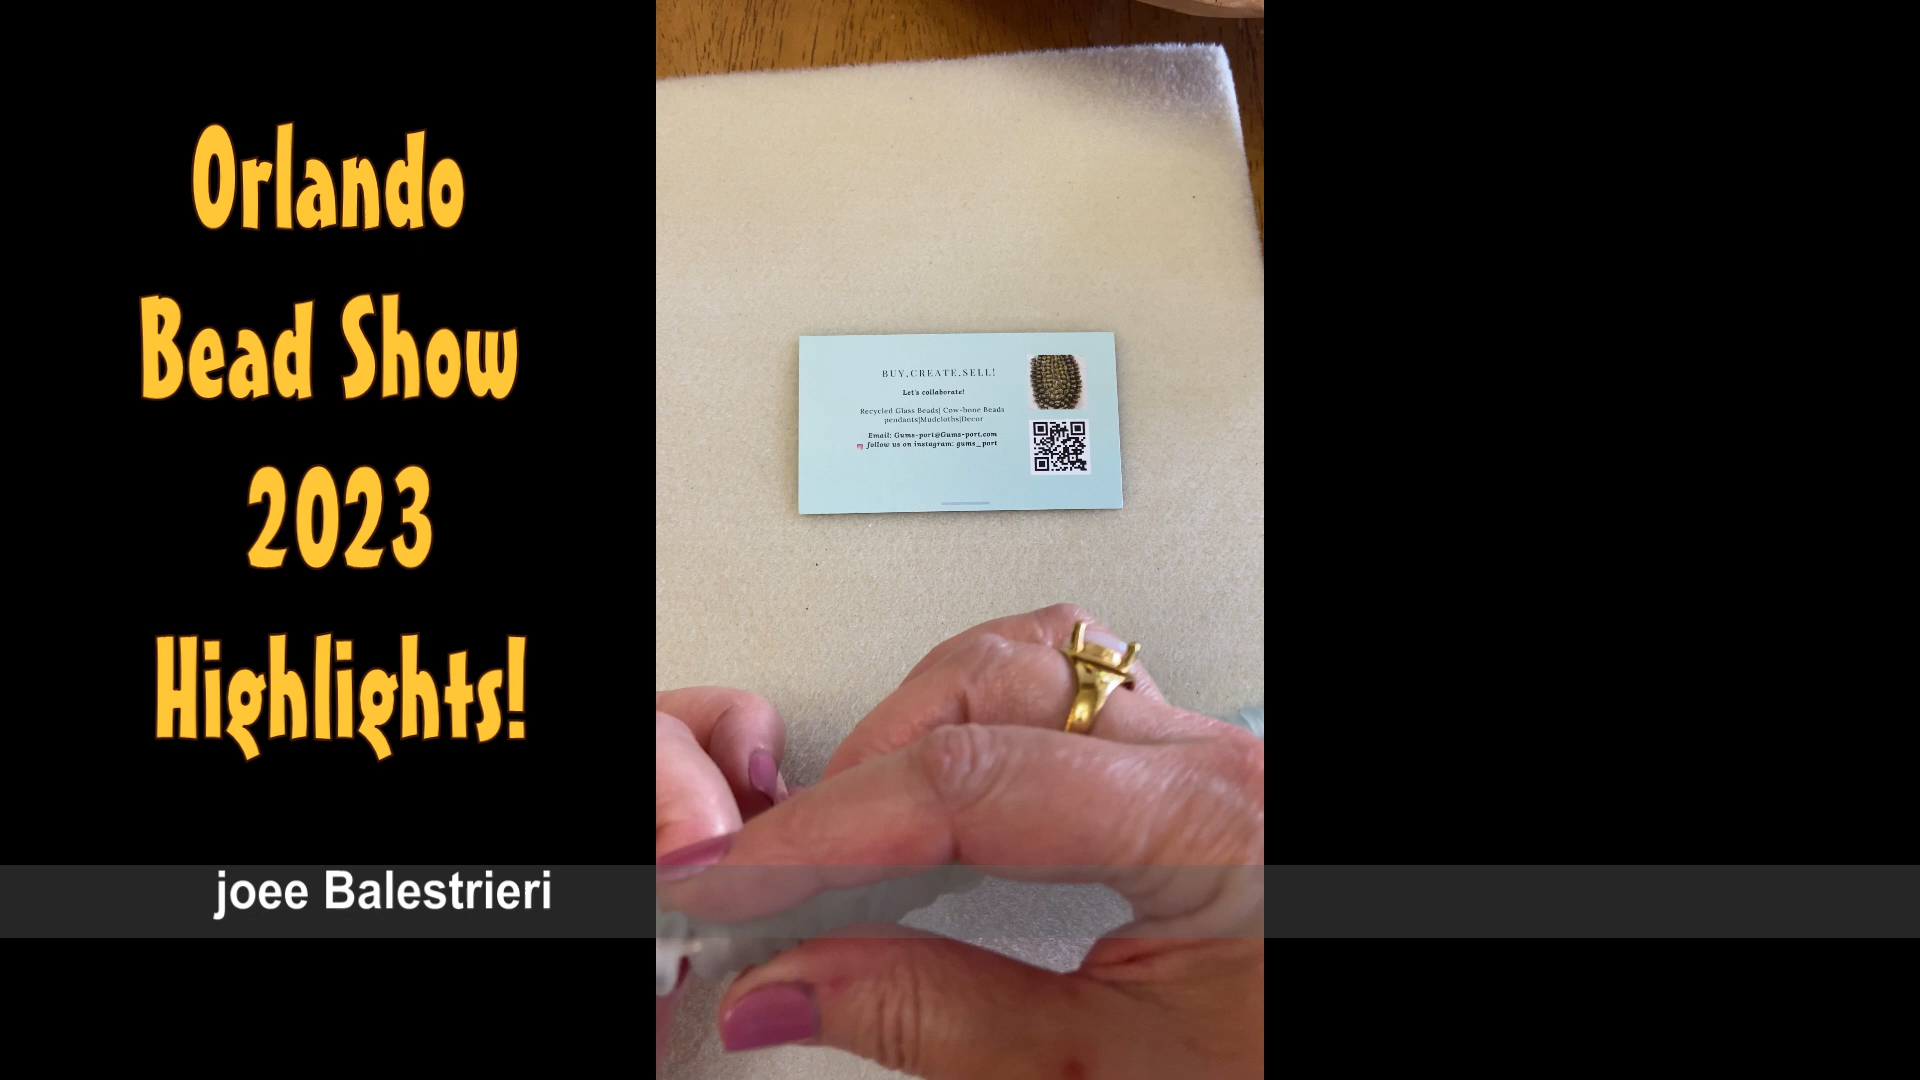 Orlando
Bead Show
2023
Highlights!
joee Balestrieri
BUY,CREATE,SELL!
Let's collaborate!
Recycled Glass Beads| Cow-bone Beads
pendants|Mudcloths|Decor
Email: Gums-port@Gums-port.com
follow us on instagram: gums_port